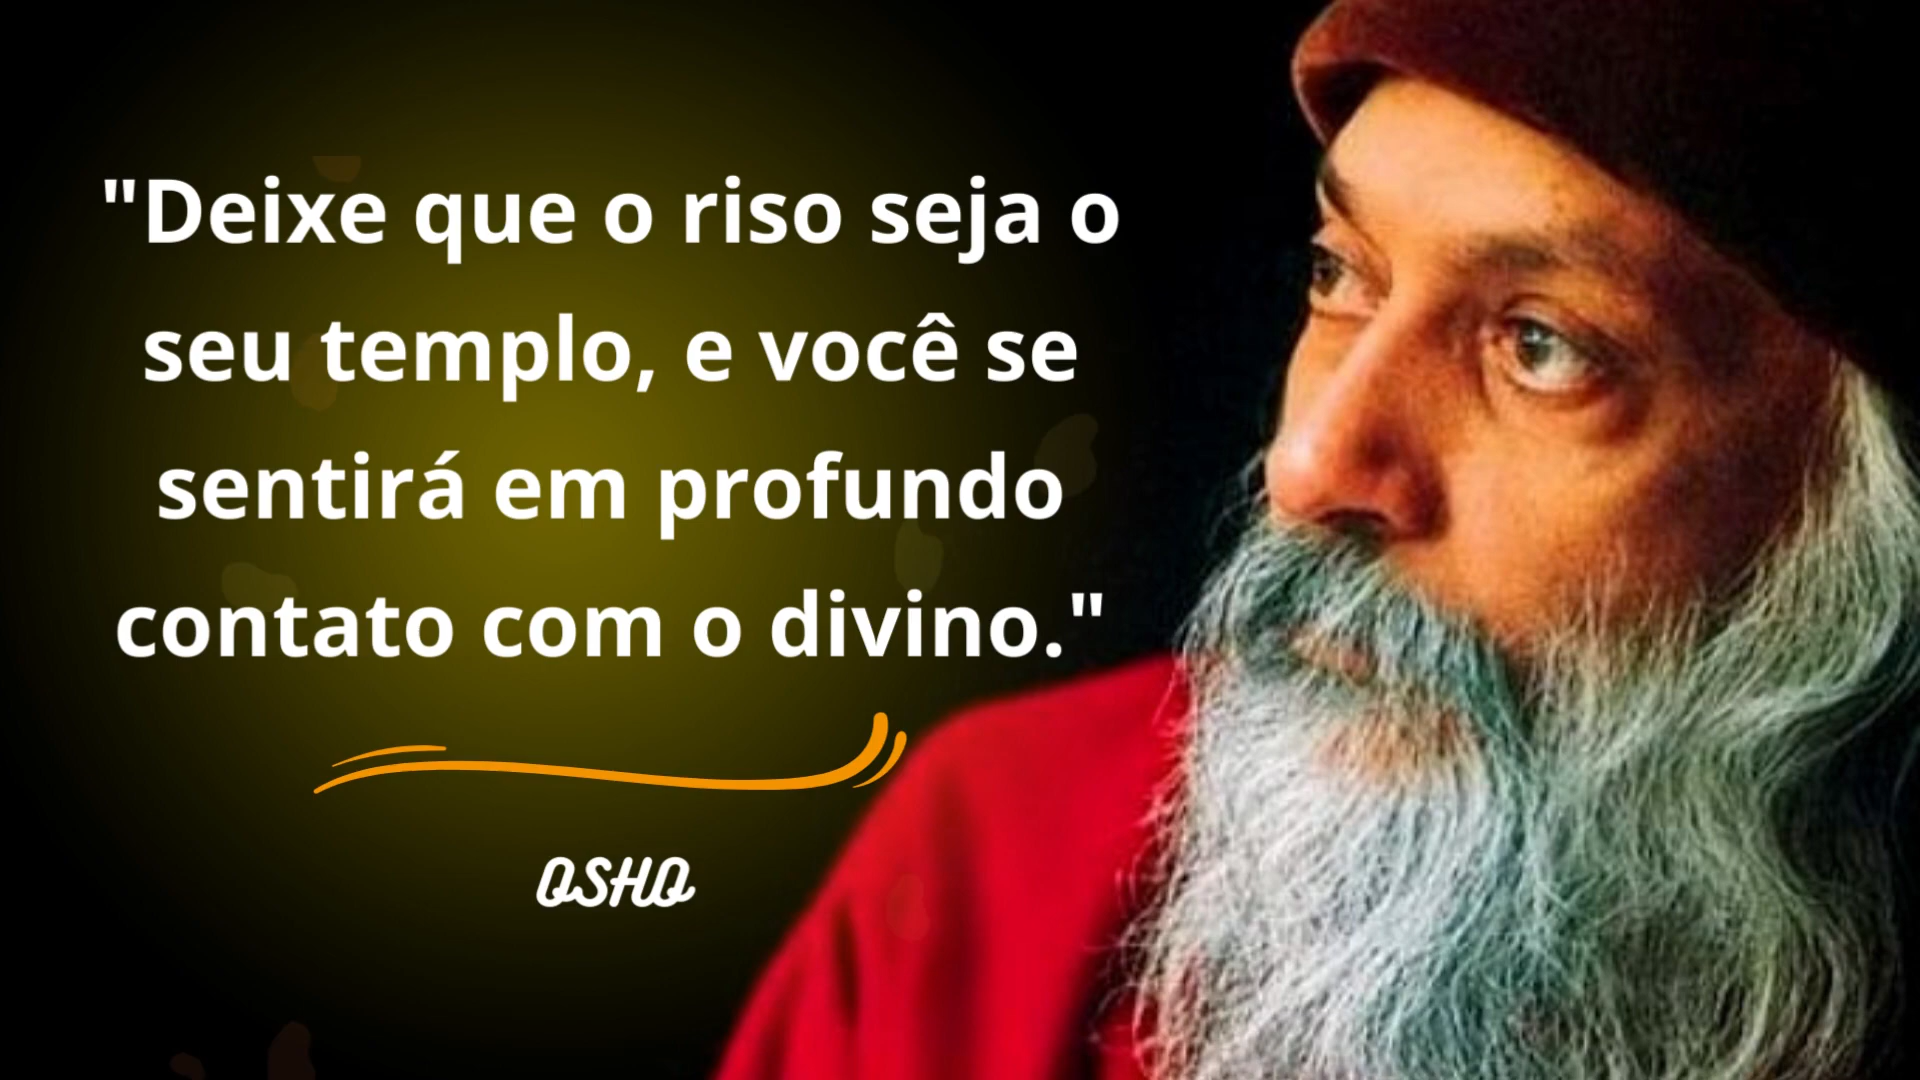 "Deixe que o riso seja o
seu templo, e você se
sentirá em profundo
contato com o divino."
OSHO